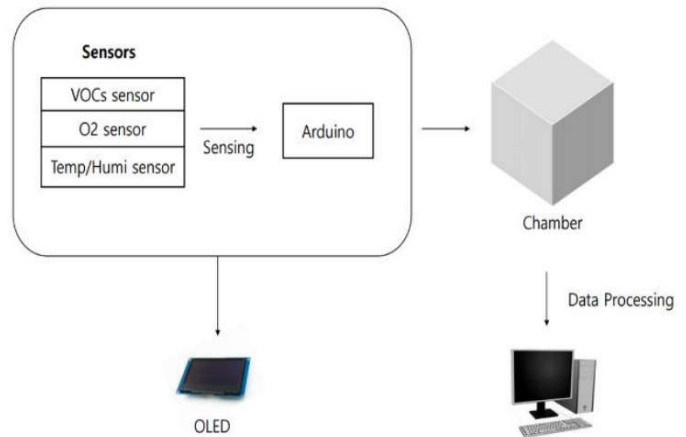 Sensors
VOCs sensor
O2 sensor
Temp/Humi sensor
Sensing
Arduino
Chamber
Data Processing
OLED